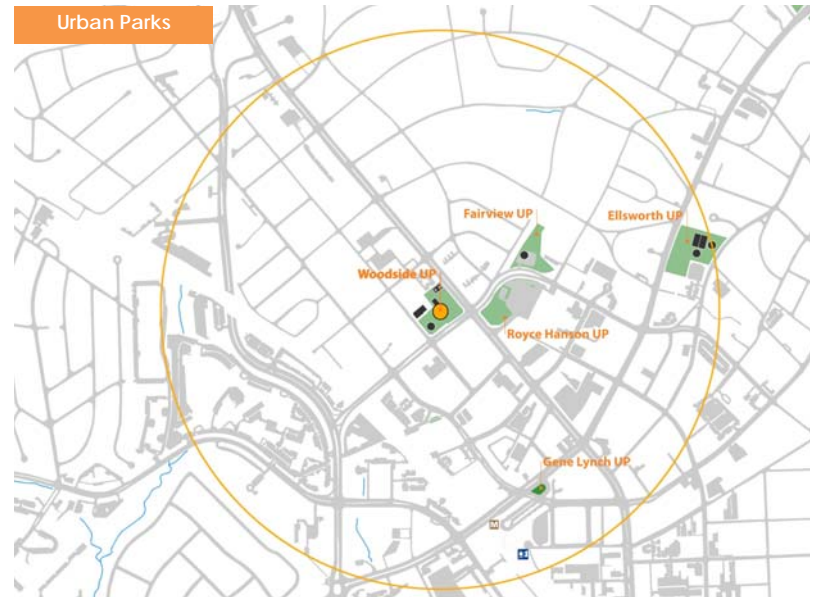 Urban Parks
Fairview UP
Ellsworth UP
Woodside UP
Royce Hanson UP
Gene Lynch UP
M